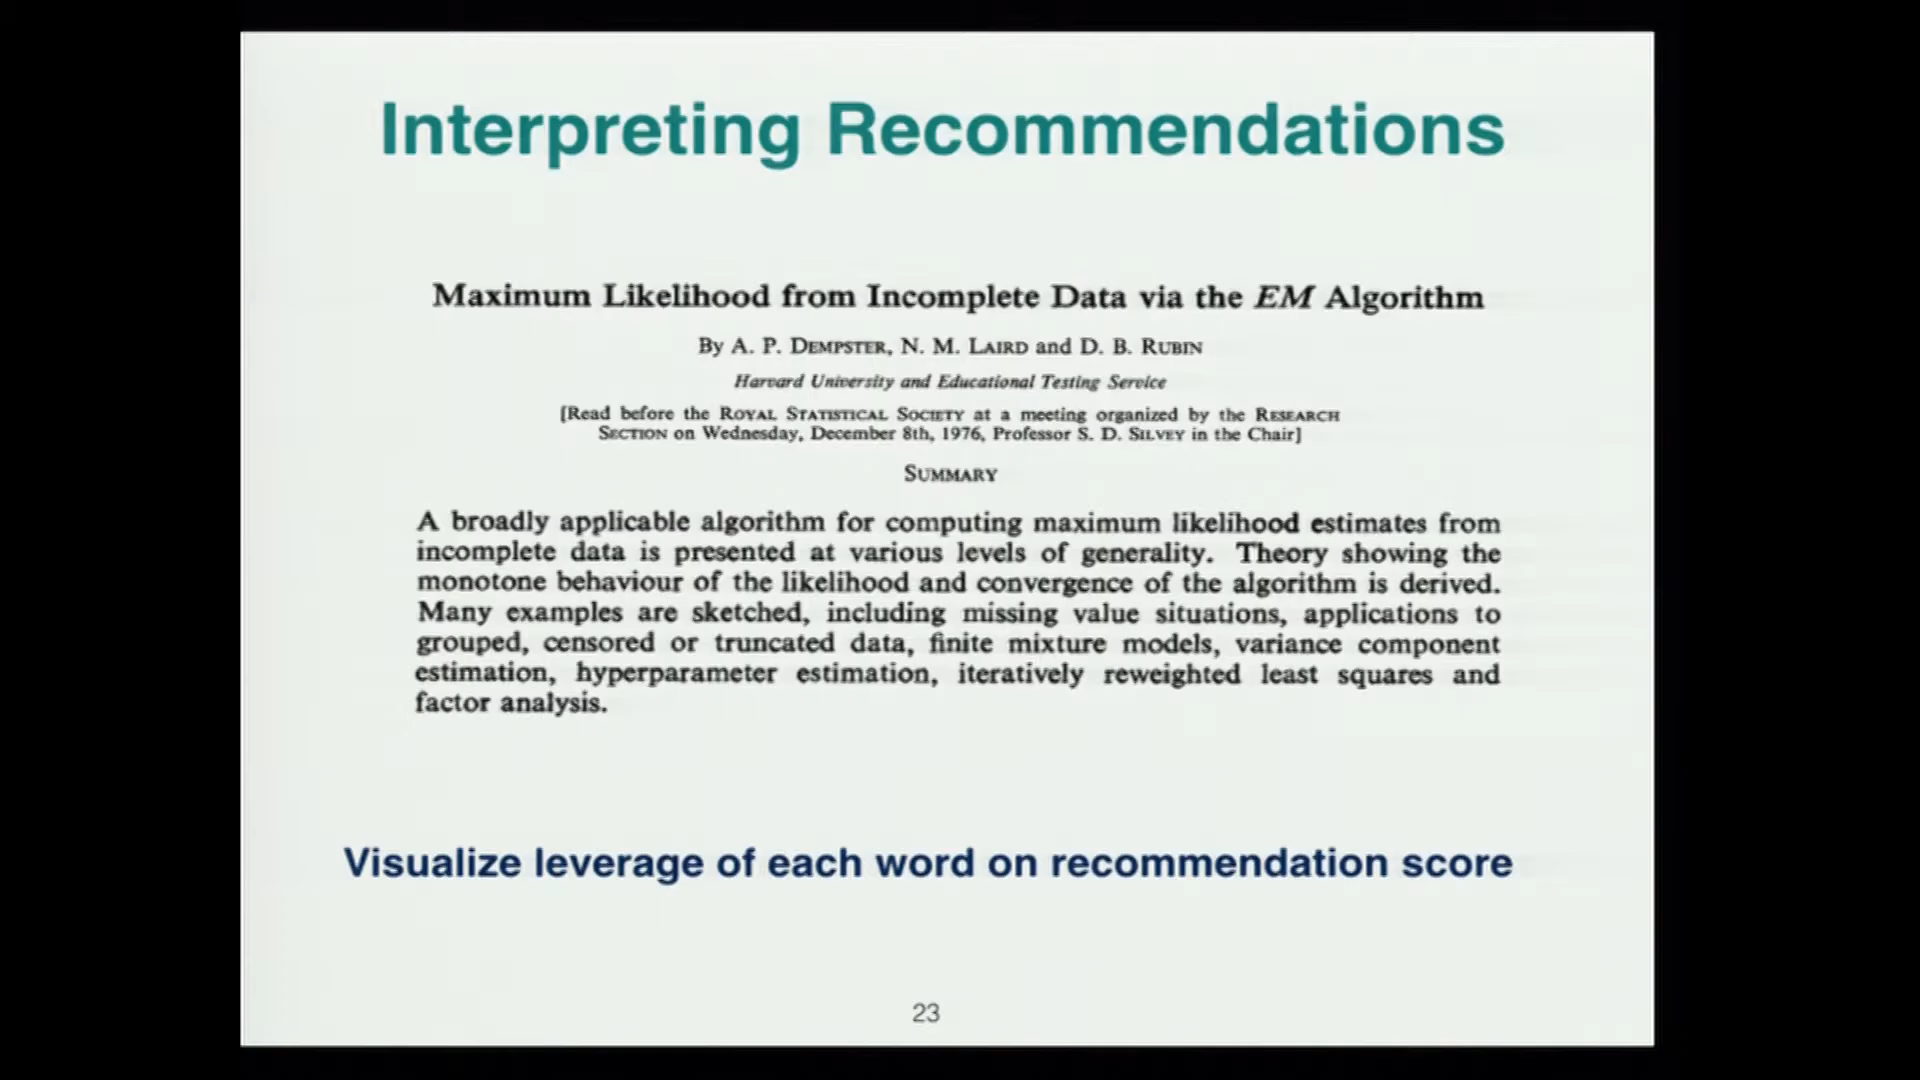 Interpreting Recommendations
Maximum Likelihood from Incomplete Data via the EM Algorithm
By A. P. DEMPSTER, N. M. LAIRD and D. B. RUBIN
Harvard University and Educational Testing Service
[Read before the ROYAL STATISTICAL SOCIETY at a meeting organized by the RESEARCH
SECTION on Wednesday, December 8th, 1976, Professor S. D. SILVEY in the Chair]
SUMMARY
A broadly applicable algorithm for computing maximum likelihood estimates from
incomplete data is presented at various levels of generality. Theory showing the
monotone behaviour of the likelihood and convergence of the algorithm is derived.
Many examples are sketched, including missing value situations, applications to
grouped, censored or truncated data, finite mixture models, variance component
estimation, hyperparameter estimation, iteratively reweighted least squares and
factor analysis.
Visualize leverage of each word on recommendation score
23